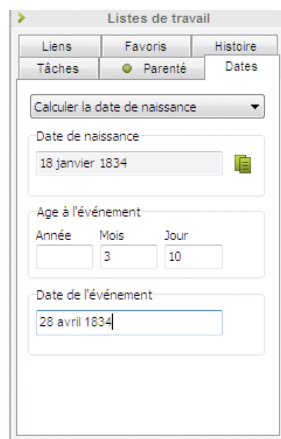 Listes de travail
Liens Favoris Histoire
Tâches Parenté Dates
Calculer la date de naissance
Date de naissance
18 janvier 1834
Age à l'événement
Année Mois Jour
3 10
Date de l'événement
28 avril 1834